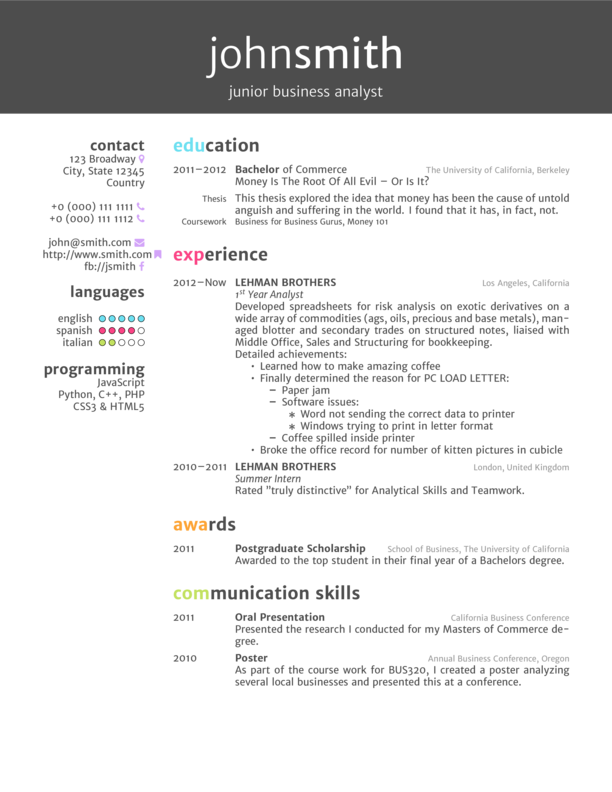 johnsmith
junior business analyst
contact
123 Broadway
City, State 12345
Country
+0 (000) 111 1111
+0 (000) 111 1112
john@smith.com
http://www.smith.com
fb://jsmith
languages
english
spanish
italian
programming
JavaScript
Python, C++, PHP
CSS3 & HTML5
education
2011–2012 Bachelor of Commerce The University of California, Berkeley
Money Is The Root Of All Evil – Or Is It?
Thesis This thesis explored the idea that money has been the cause of untold
anguish and suffering in the world. I found that it has, in fact, not.
Coursework Business for Business Gurus, Money 101
experience
2012–Now LEHMAN BROTHERS Los Angeles, California
1st Year Analyst
Developed spreadsheets for risk analysis on exotic derivatives on a
wide array of commodities (ags, oils, precious and base metals), man-
aged blotter and secondary trades on structured notes, liaised with
Middle Office, Sales and Structuring for bookkeeping.
Detailed achievements:
• Learned how to make amazing coffee
• Finally determined the reason for PC LOAD LETTER:
– Paper jam
– Software issues:
* Word not sending the correct data to printer
* Windows trying to print in letter format
– Coffee spilled inside printer
• Broke the office record for number of kitten pictures in cubicle
2010–2011 LEHMAN BROTHERS London, United Kingdom
Summer Intern
Rated "truly distinctive" for Analytical Skills and Teamwork.
awards
2011 Postgraduate Scholarship School of Business, The University of California
Awarded to the top student in their final year of a Bachelors degree.
communication skills
2011 Oral Presentation California Business Conference
Presented the research I conducted for my Masters of Commerce de-
gree.
2010 Poster Annual Business Conference, Oregon
As part of the course work for BUS320, I created a poster analyzing
several local businesses and presented this at a conference.